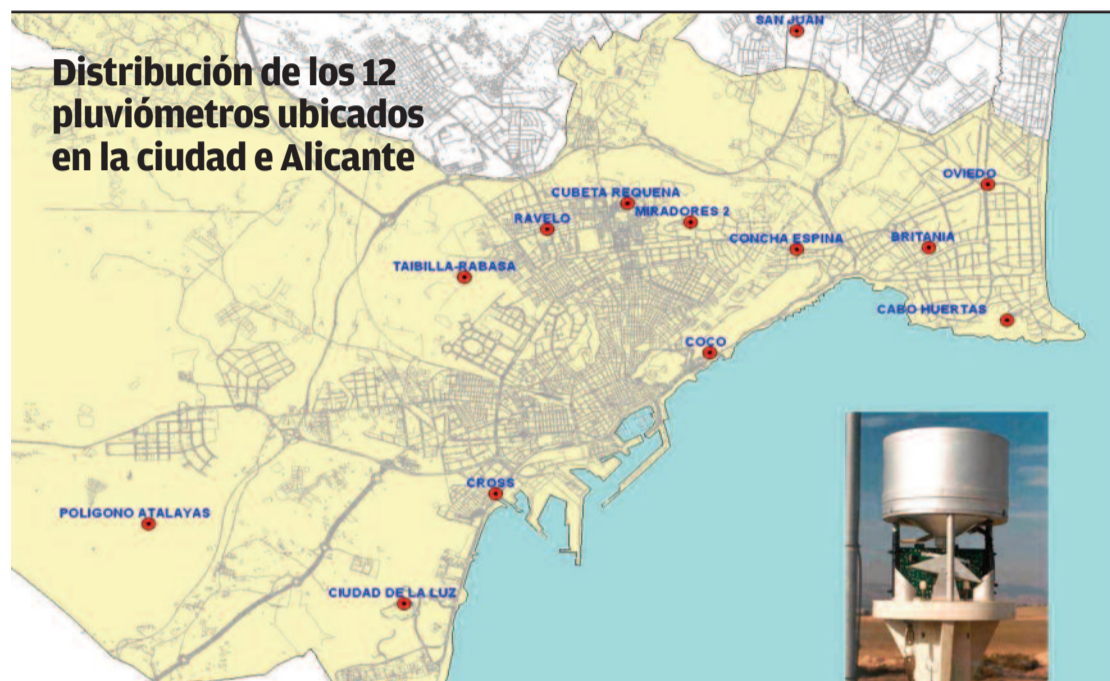 Distribución de los 12
pluviómetros ubicados
en la ciudad e Alicante
SAN JUAN
OVIEDO
CUBETA REQUENA
MIRADORES 2
RAVELO
CONCHA ESPINA
BRITANIA
TAIBILLA-RABASA
CABO HUERTAS
COCO
CROSS
POLIGONO ATALAYAS
CIUDAD DE LA LUZ